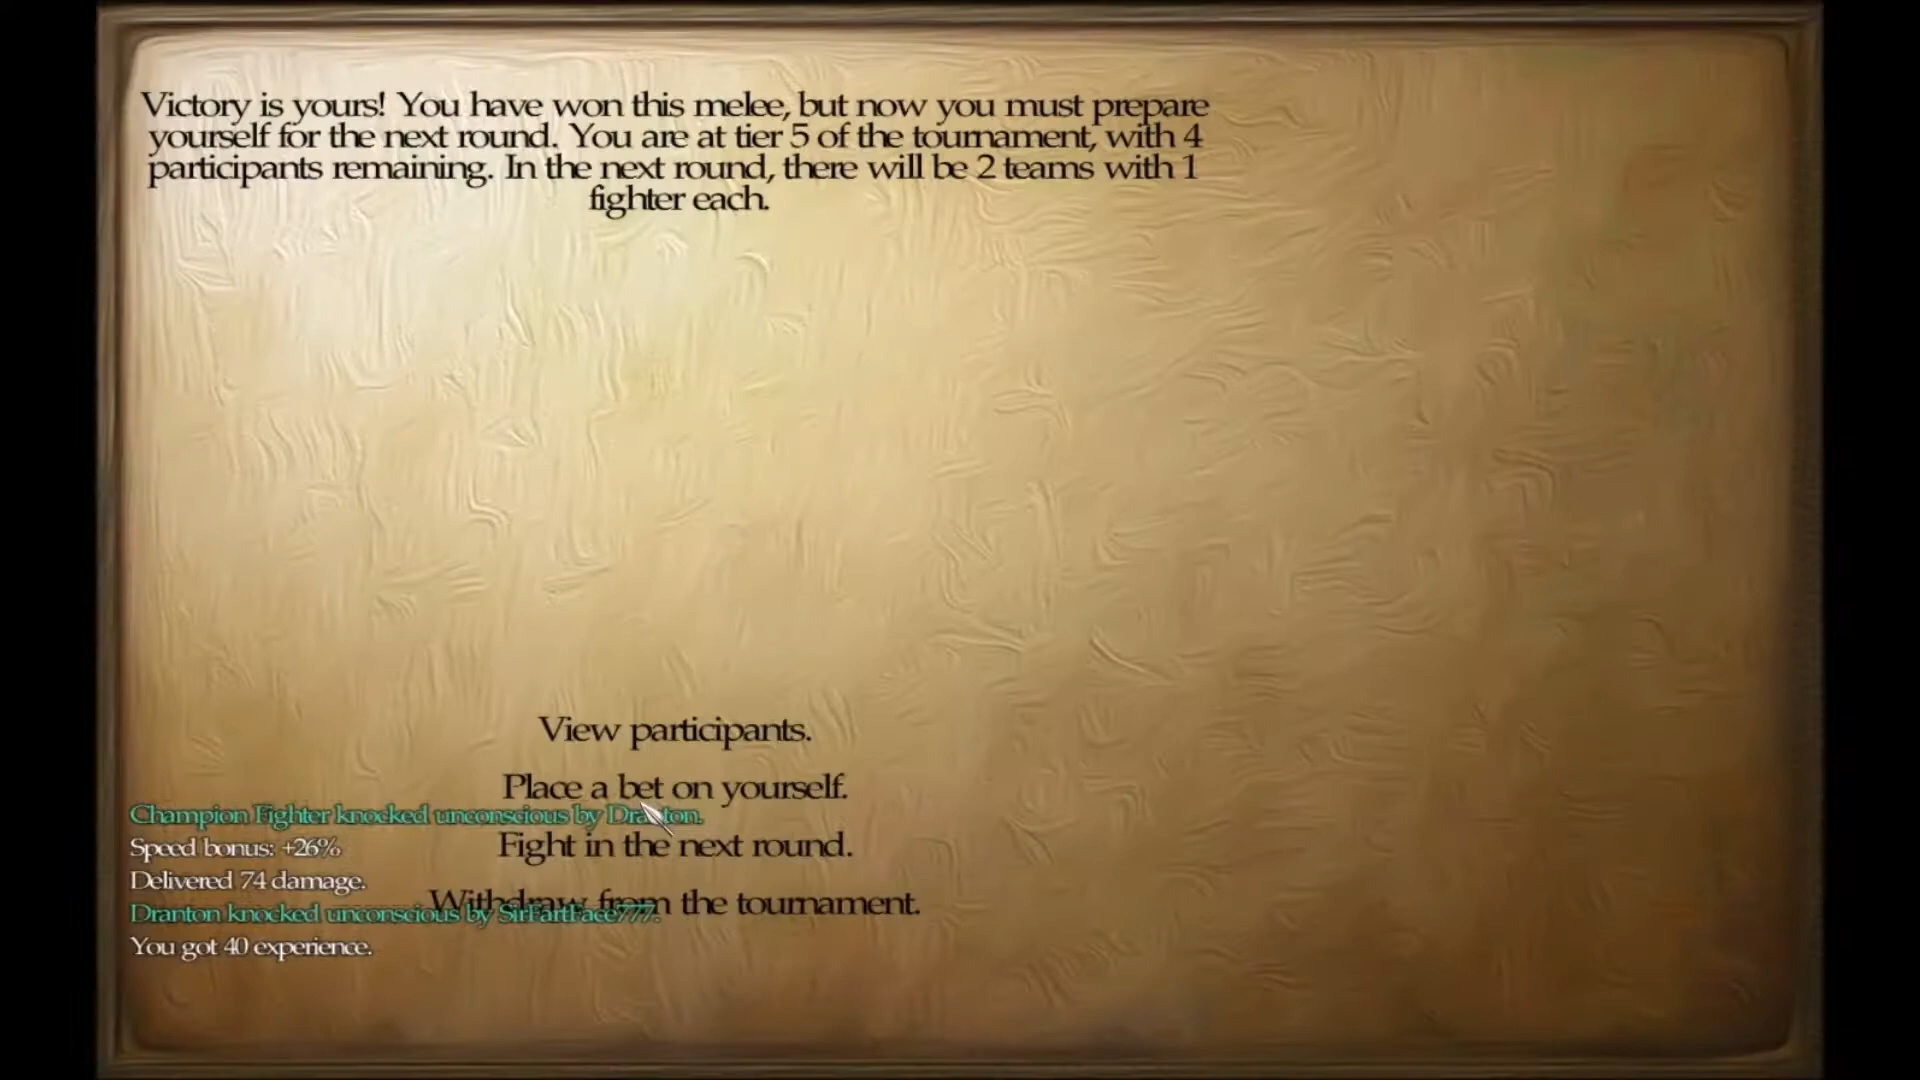 Victory is yours! You have won this melee, but now you must prepare
yourself for the next round. You are at tier 5 of the tournament, with 4
participants remaining. In the next round, there will be 2 teams with 1
fighter each.
View participants.
Place a bet on yourself.
Champion Fighter knocked unconscious by Dranton.
Fight in the next round.
Speed bonus: +26%
Delivered 74 damage.
Withdraw from the tournament.
Dranton knocked unconscious by SirFartFace777.
You got 40 experience.